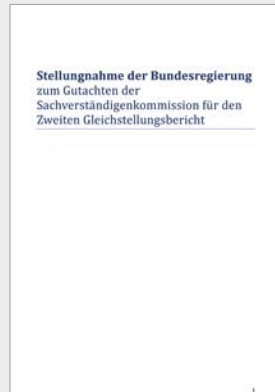 Stellungnahme der Bundesregierung
zum Gutachten der
Sachverständigenkommission für den
Zweiten Gleichstellungsbericht